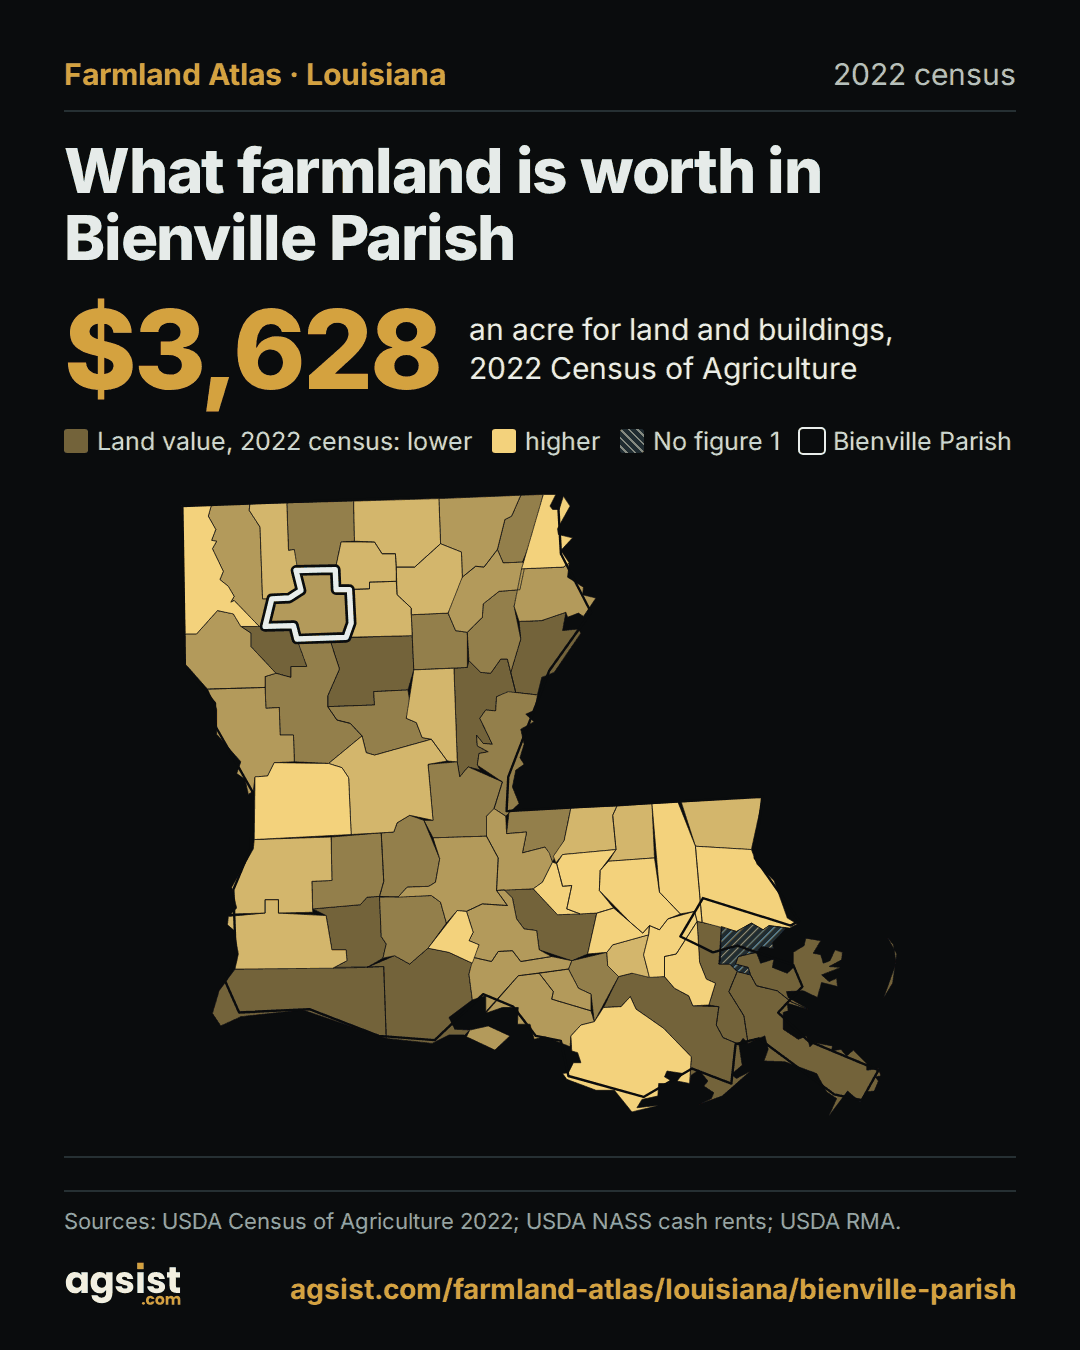 Farmland Atlas · Louisiana
2022 census
What farmland is worth in
Bienville Parish
$3,628
an acre for land and buildings,
2022 Census of Agriculture
Land value, 2022 census: lower
higher
No figure 1
Bienville Parish
Sources: USDA Census of Agriculture 2022; USDA NASS cash rents; USDA RMA.
agsist
.com
agsist.com/farmland-atlas/louisiana/bienville-parish